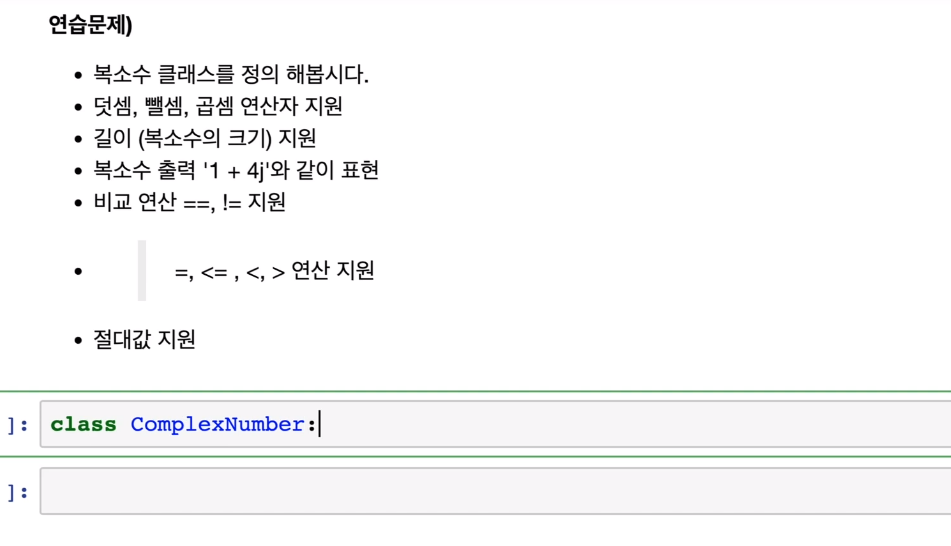 연습문제)
• 복소수 클래스를 정의 해봅시다.
• 덧셈, 뺄셈, 곱셈 연산자 지원
• 길이 (복소수의 크기) 지원
• 복소수 출력 '1 + 4j'와 같이 표현
• 비교 연산 ==, != 지원
• =, <= , <, > 연산 지원
• 절대값 지원
]: class ComplexNumber:
]: